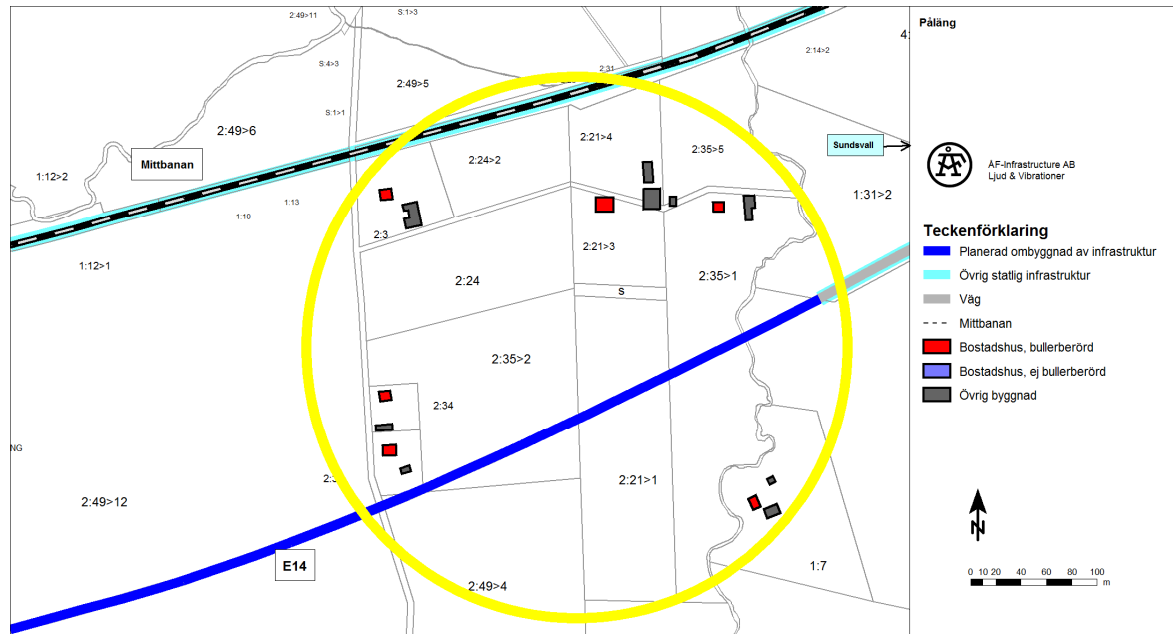 2:49>11
S:1>3
Påläng
4:
2:14>2
S:4>3
2:31
2:49>5
S:1>1
2:49>6
2:21>4
Sundsvall
2:35>5
Mittbanan
2:24>2
ÅF-Infrastructure AB
Ljud & Vibrationer
1:12>2
1:31>2
1:13
1:10
2:3
Teckenförklaring
2:21>3
Planerad ombyggnad av infrastruktur
1:12>1
Övrig statlig infrastruktur
2:24
2:35>1
S
Väg
Mittbanan
Bostadshus, bullerberörd
2:35>2
Bostadshus, ej bullerberörd
Övrig byggnad
2:34
NG
2:49>12
2:21>1
N
E14
1:7
0 10 20 40 60 80 100
m
2:49>4